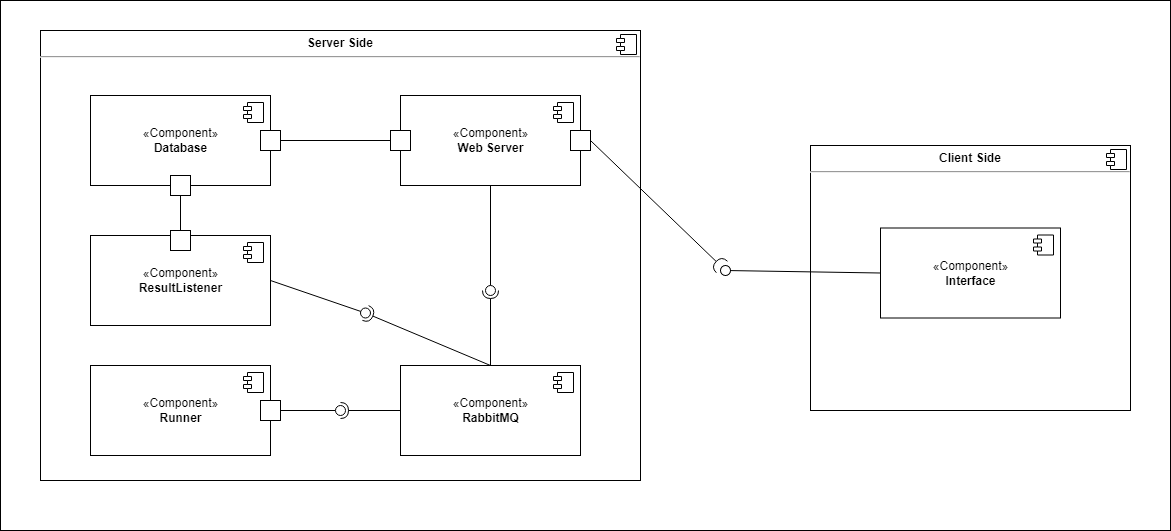 Server Side
«Component»
Database
«Component»
Web Server
Client Side
«Component»
ResultListener
«Component»
Interface
«Component»
Runner
«Component»
RabbitMQ